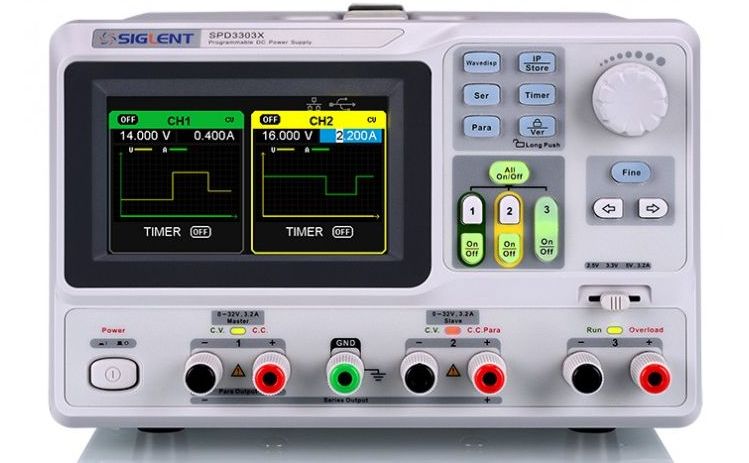 SIGLENT SPD3303X
Programmable DC Power Supply
OFF CH1 CV
14.000 V 0.400A
V A
TIMER OFF
OFF CH2 CV
16.000 V 2.200A
V A
TIMER OFF
Wavedisp
IP
Store
Ser
Timer
Para
Ver
Long Push
All
On/Off
1 2 3
On
Off
On
Off
On
Off
Fine
2.5V 3.3V 5V, 3.2A
Power
0~32V, 3.2A
Master
C.V. C.C.
− 1 +
Para Output
GND
Series Output
− +
0~32V, 3.2A
Slave
C.V. C.C.Para
− 2 +
Run Overload
− 3 +